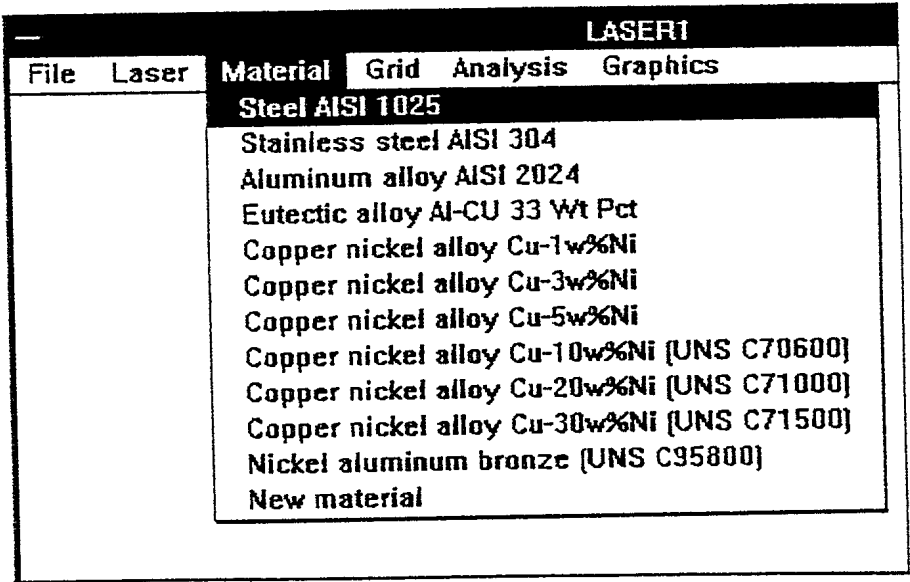 LASER1
File Laser Material Grid Analysis Graphics
Steel AISI 1025
Stainless steel AISI 304
Aluminum alloy AISI 2024
Eutectic alloy Al-CU 33 Wt Pct
Copper nickel alloy Cu-1w%Ni
Copper nickel alloy Cu-3w%Ni
Copper nickel alloy Cu-5w%Ni
Copper nickel alloy Cu-10w%Ni (UNS C70600)
Copper nickel alloy Cu-20w%Ni (UNS C71000)
Copper nickel alloy Cu-30w%Ni (UNS C71500)
Nickel aluminum bronze (UNS C95800)
New material